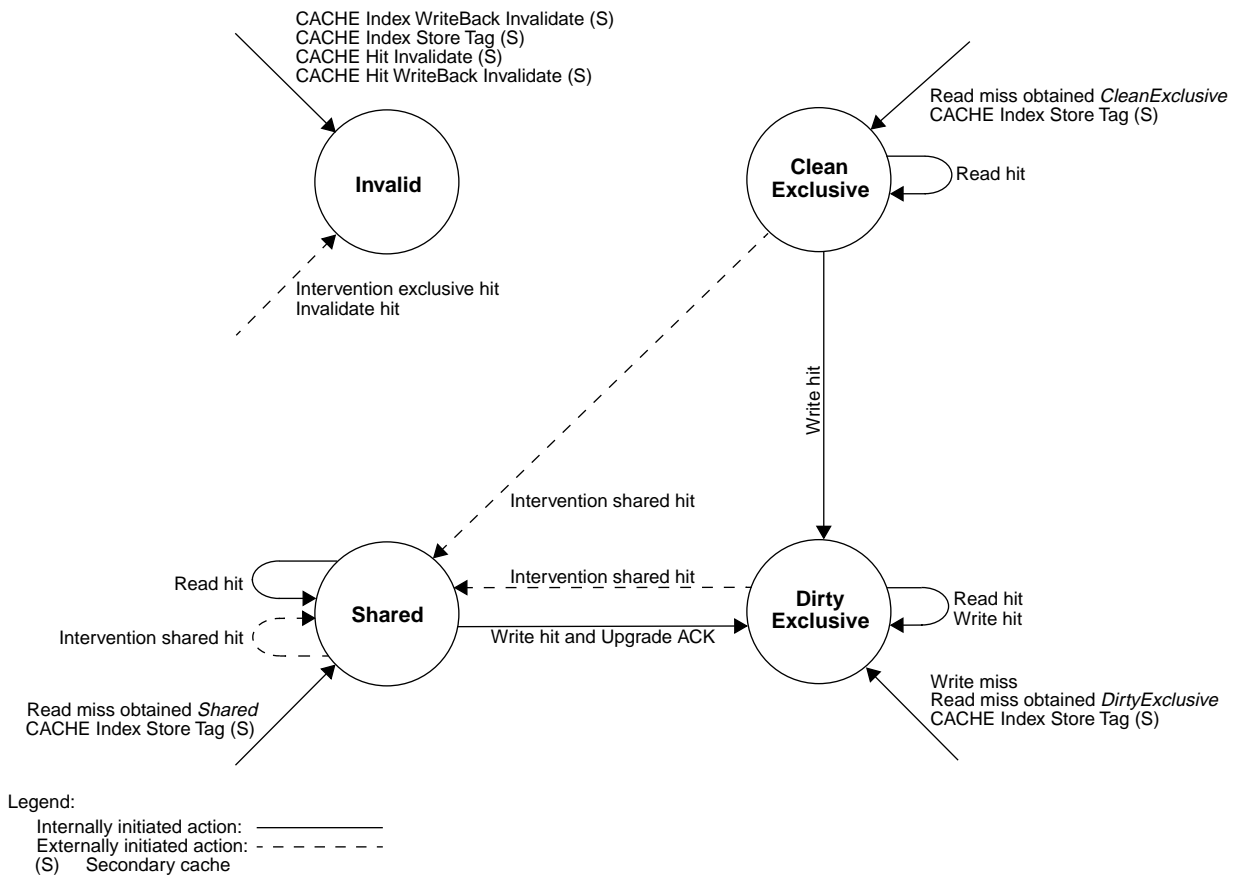 CACHE Index WriteBack Invalidate (S)
CACHE Index Store Tag (S)
CACHE Hit Invalidate (S)
CACHE Hit WriteBack Invalidate (S)
Read miss obtained CleanExclusive
CACHE Index Store Tag (S)
Invalid
Clean
Exclusive
Read hit
Intervention exclusive hit
Invalidate hit
Write hit
Intervention shared hit
Read hit
Intervention shared hit
Shared
Intervention shared hit
Write hit and Upgrade ACK
Dirty
Exclusive
Read hit
Write hit
Read miss obtained Shared
CACHE Index Store Tag (S)
Write miss
Read miss obtained DirtyExclusive
CACHE Index Store Tag (S)
Legend:
Internally initiated action:
Externally initiated action:
(S) Secondary cache